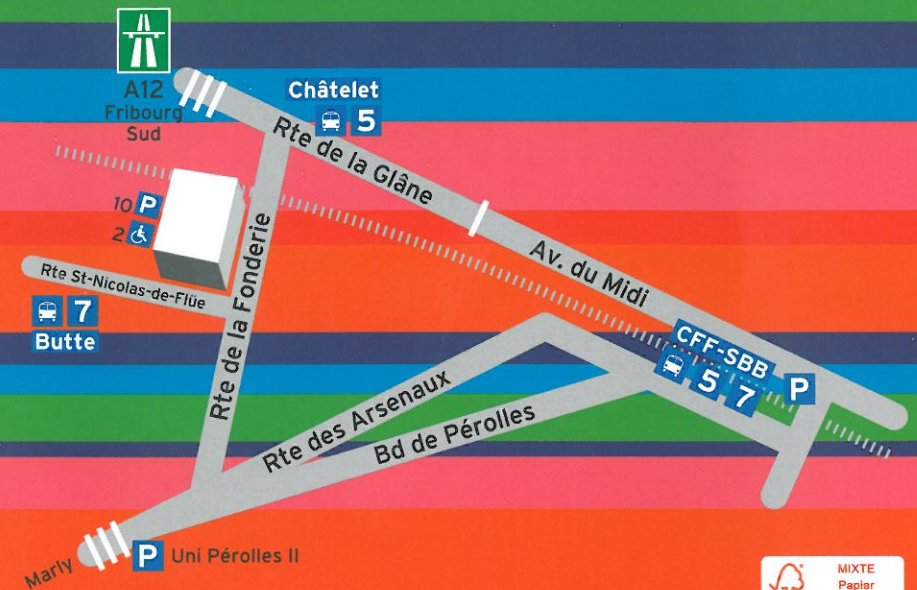 A12
Fribourg
Sud
Châtelet
5
Rte de la Glâne
Av. du Midi
10 P
2
Rte de la Fonderie
Rte St-Nicolas-de-Flüe
7
Butte
CFF-SBB
5 7
P
Rte des Arsenaux
Bd de Pérolles
Marly
P Uni Pérolles II
MIXTE
Papier